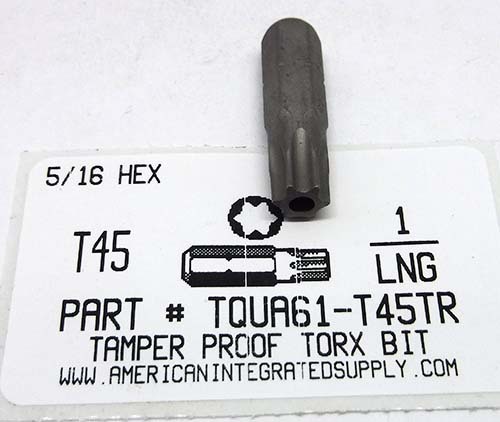 5/16 HEX
T45
1
LNG
PART # TQUA61-T45TR
TAMPER PROOF TORX BIT
WWW.AMERICANINTEGRATEDSUPPLY.COM